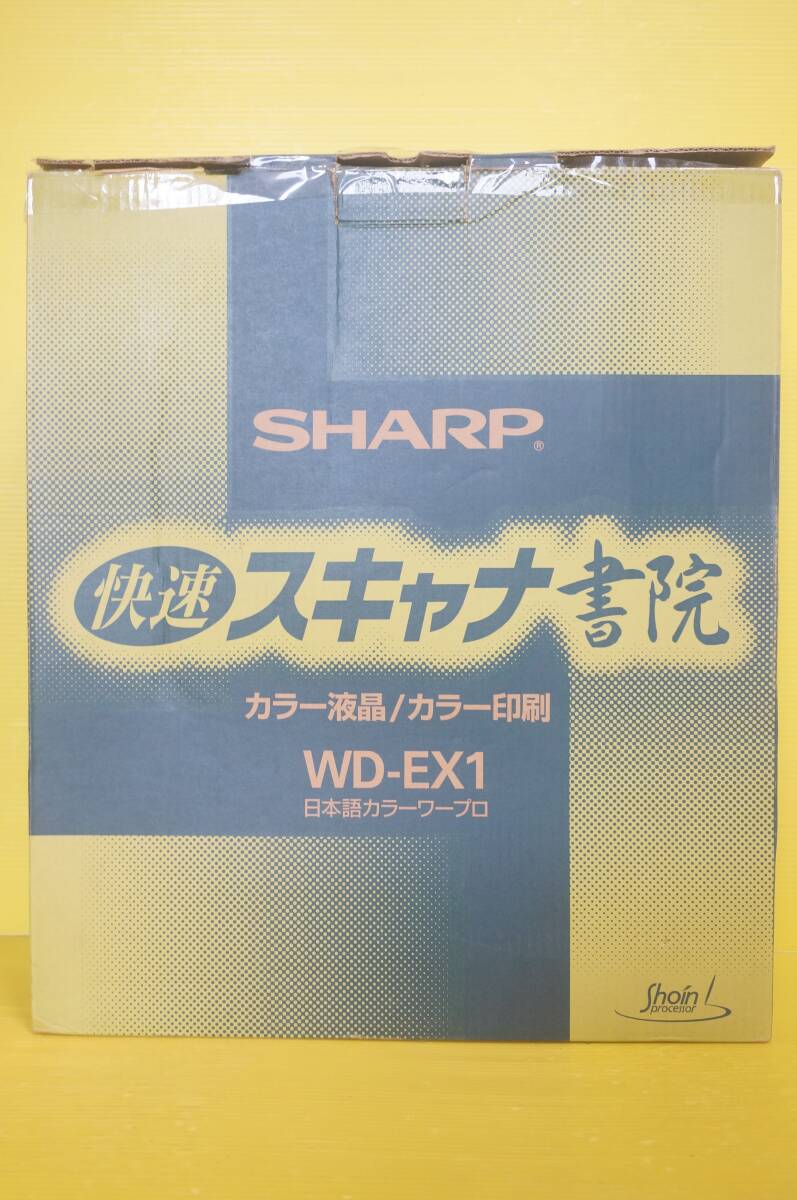 SHARP®
快速スキャナ書院
カラー液晶/カラー印刷
WD-EX1
日本語カラーワープロ
Shoin
processor